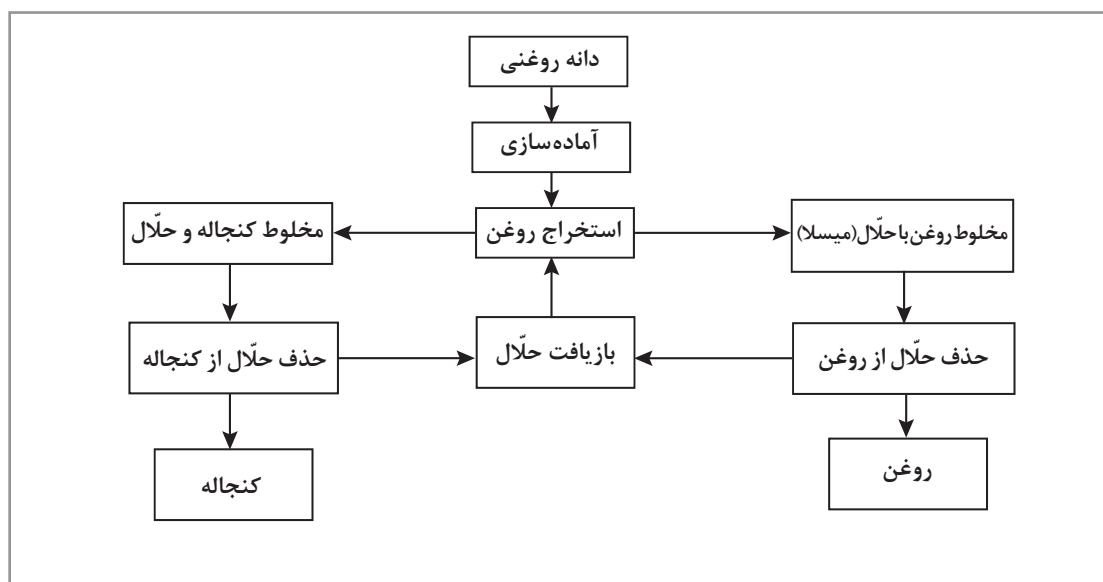 دانه روغنی
آماده‌سازی
استخراج روغن
مخلوط روغن با حلّال (میسلا)
مخلوط کنجاله و حلّال
حذف حلّال از روغن
بازیافت حلّال
حذف حلّال از کنجاله
روغن
کنجاله